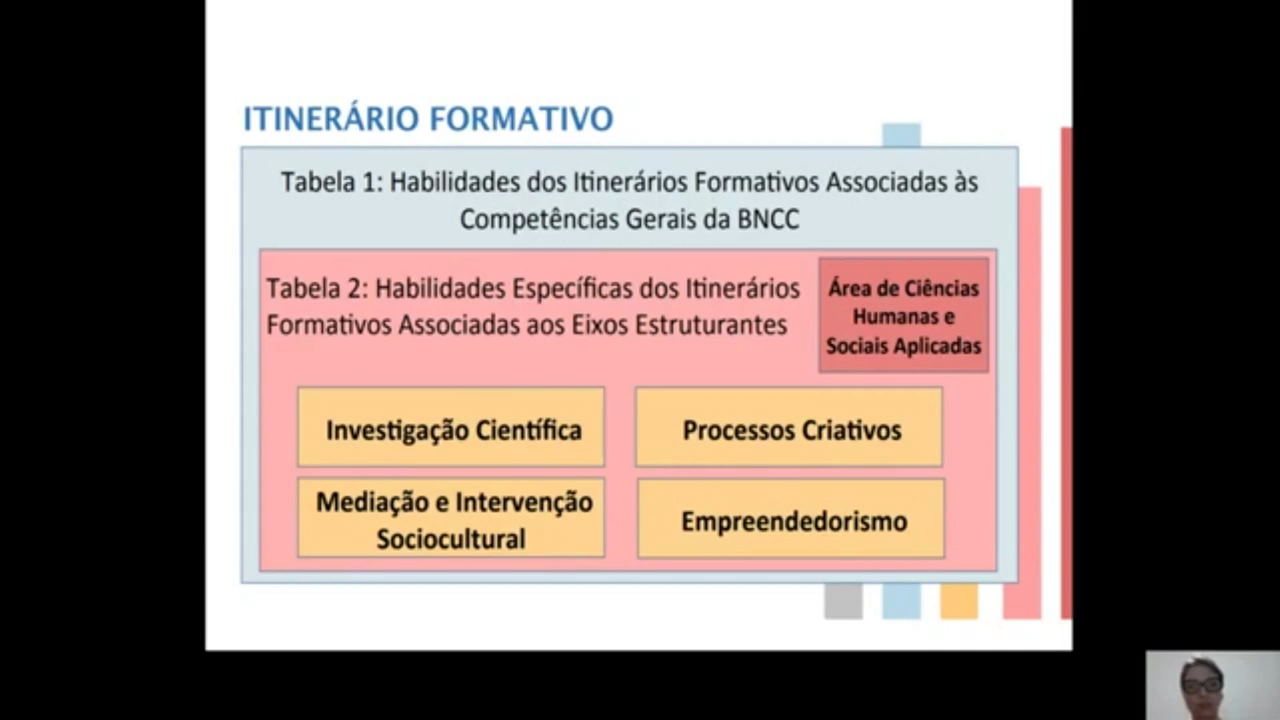 ITINERÁRIO FORMATIVO
Tabela 1: Habilidades dos Itinerários Formativos Associadas às
Competências Gerais da BNCC
Tabela 2: Habilidades Específicas dos Itinerários
Formativos Associadas aos Eixos Estruturantes
Área de Ciências
Humanas e
Sociais Aplicadas
Investigação Científica
Processos Criativos
Mediação e Intervenção
Sociocultural
Empreendedorismo